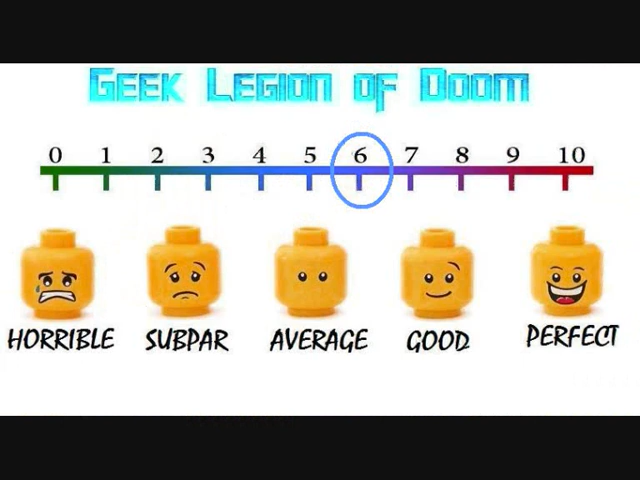 Geek Legion of Doom
0 1 2 3 4 5 6 7 8 9 10
HORRIBLE SUBPAR AVERAGE GOOD PERFECT